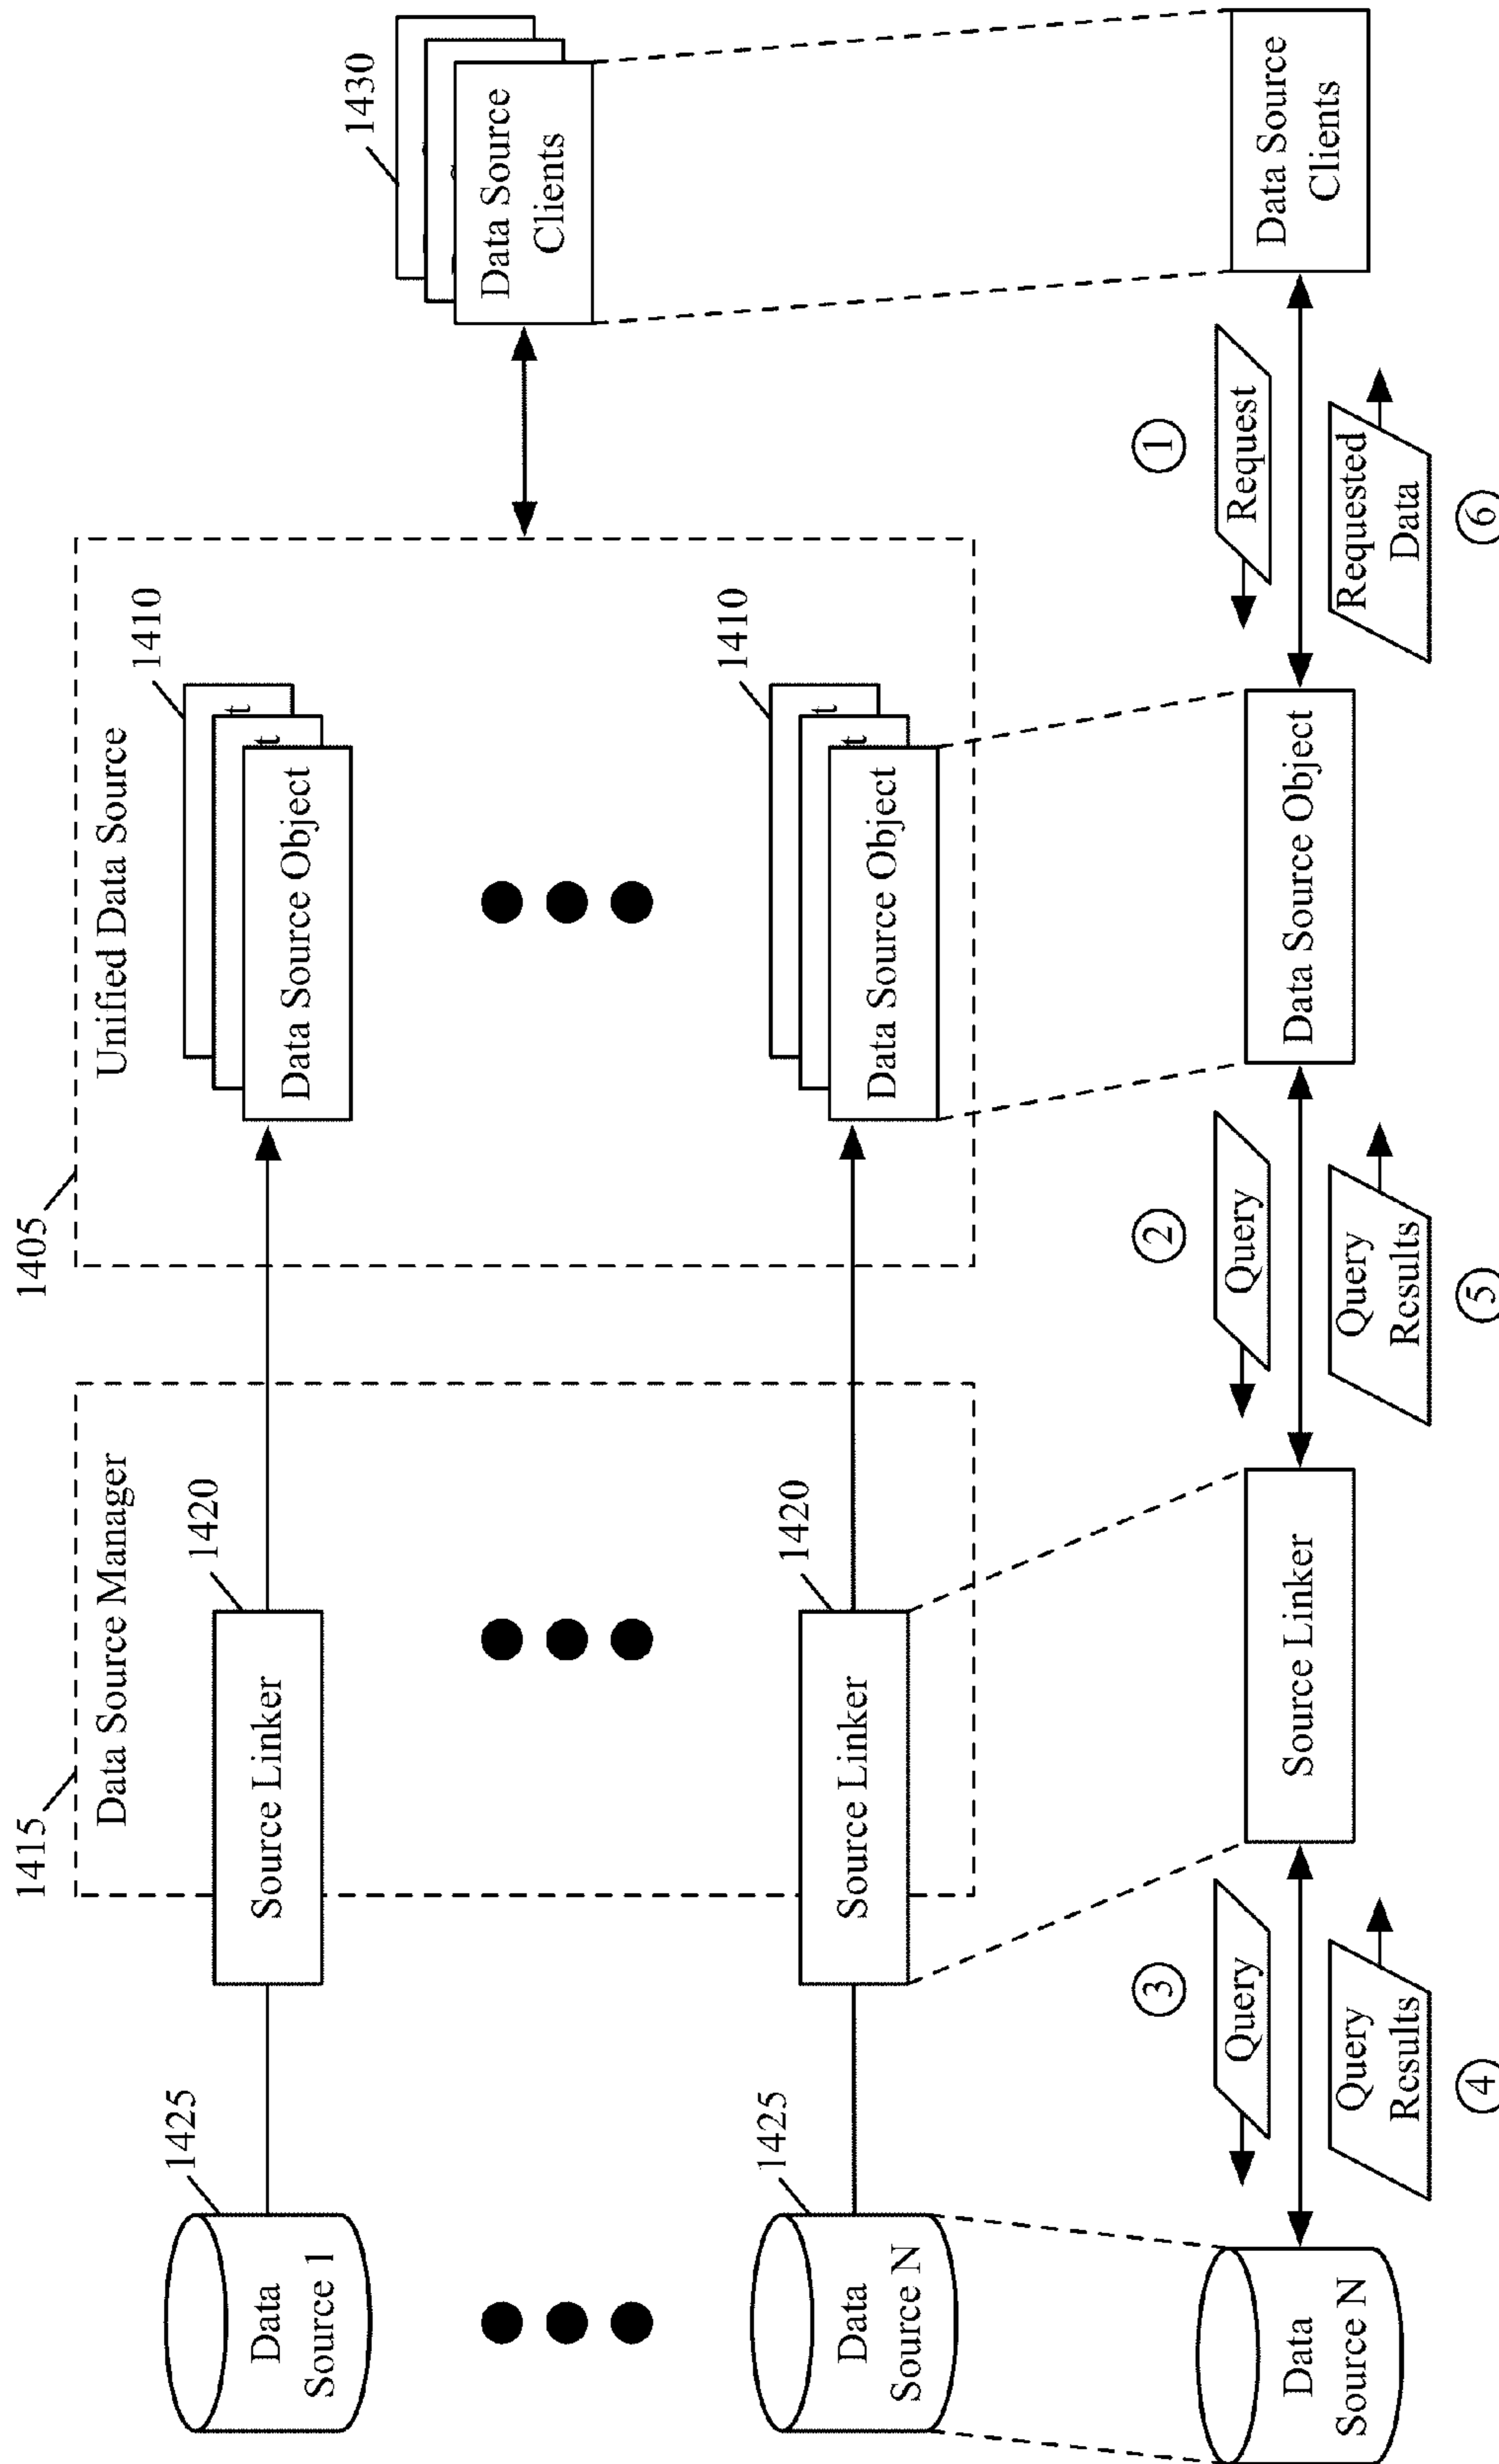 1415
Data Source Manager
1405
Unified Data Source
1425
Data
Source 1
1420
Source Linker
1410
t
t
Data Source Object
1430
Data Source
Clients
1425
Data
Source N
1420
Source Linker
1410
t
t
Data Source Object
3
Query
2
Query
1
Request
Data
Source N
Source Linker
Data Source Object
Data Source
Clients
Query
Results
4
Query
Results
5
Requested
Data
6